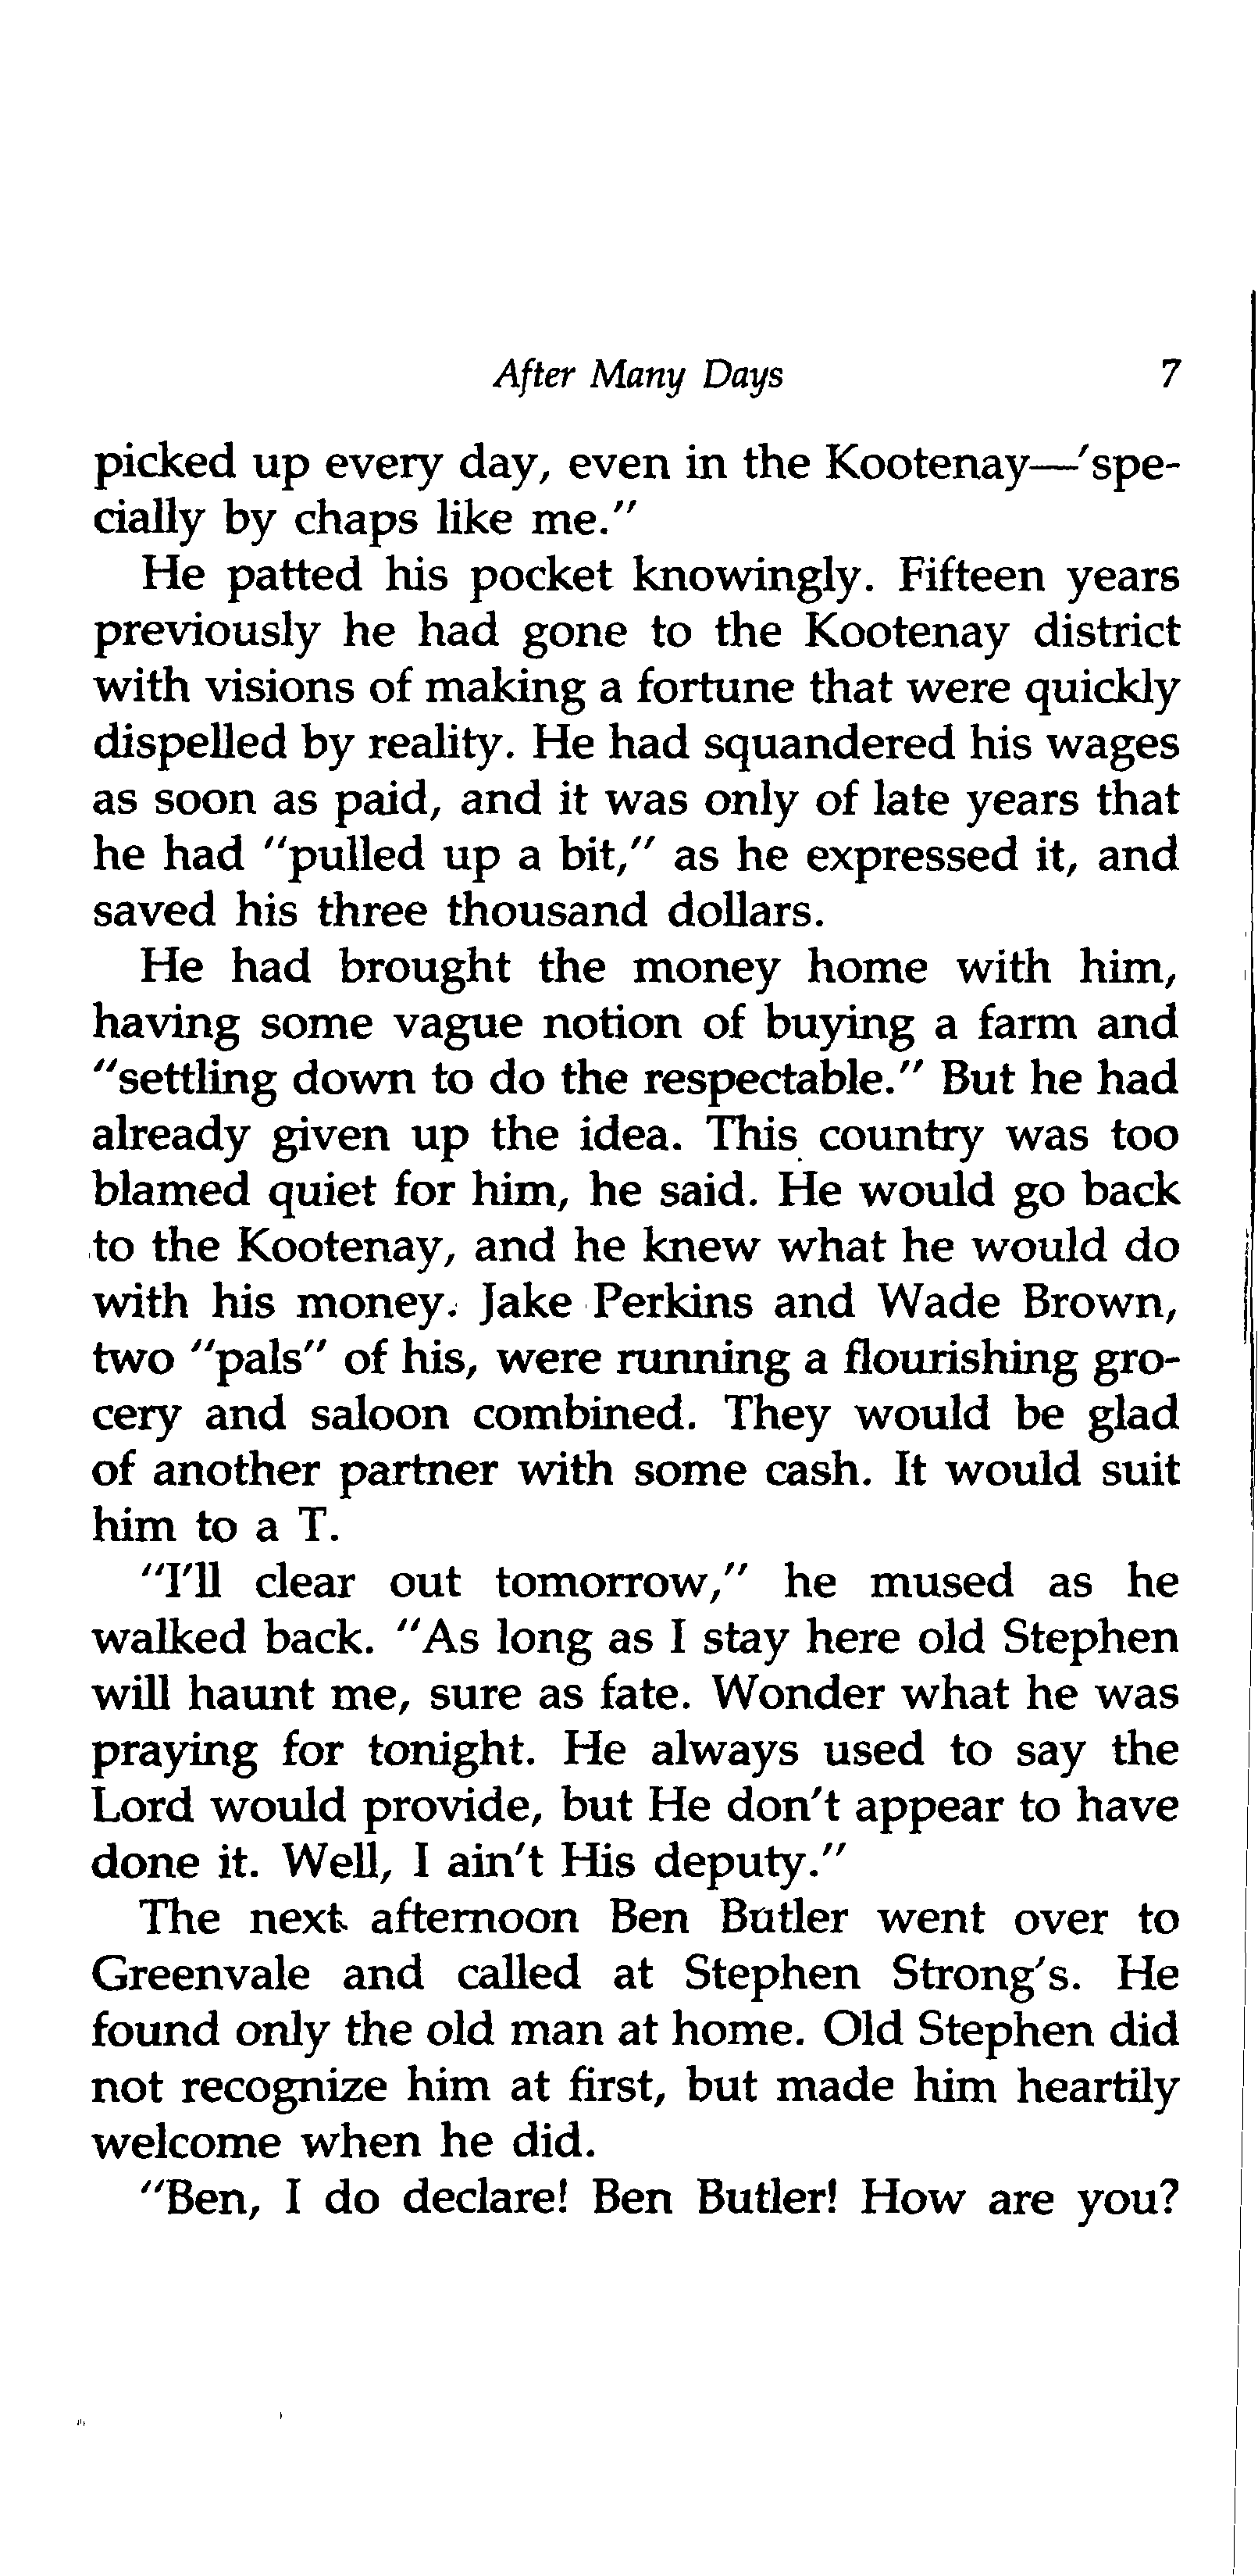 After Many Days 7
picked up every day, even in the Kootenay—'spe-
cially by chaps like me."
He patted his pocket knowingly. Fifteen years
previously he had gone to the Kootenay district
with visions of making a fortune that were quickly
dispelled by reality. He had squandered his wages
as soon as paid, and it was only of late years that
he had "pulled up a bit," as he expressed it, and
saved his three thousand dollars.
He had brought the money home with him,
having some vague notion of buying a farm and
"settling down to do the respectable." But he had
already given up the idea. This country was too
blamed quiet for him, he said. He would go back
to the Kootenay, and he knew what he would do
with his money. Jake Perkins and Wade Brown,
two "pals" of his, were running a flourishing gro-
cery and saloon combined. They would be glad
of another partner with some cash. It would suit
him to a T.
"I'll clear out tomorrow," he mused as he
walked back. "As long as I stay here old Stephen
will haunt me, sure as fate. Wonder what he was
praying for tonight. He always used to say the
Lord would provide, but He don't appear to have
done it. Well, I ain't His deputy."
The next afternoon Ben Butler went over to
Greenvale and called at Stephen Strong's. He
found only the old man at home. Old Stephen did
not recognize him at first, but made him heartily
welcome when he did.
"Ben, I do declare! Ben Butler! How are you?